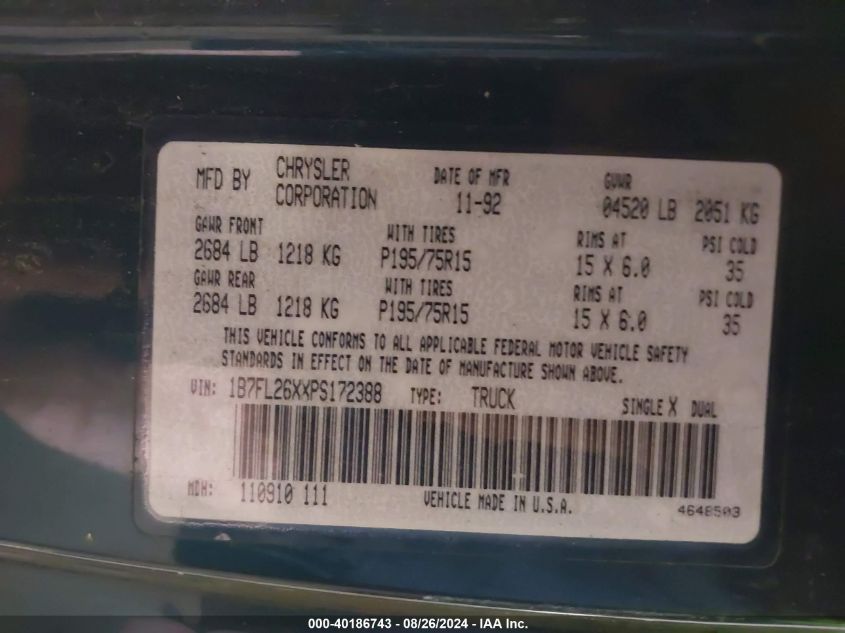 MFD BY CHRYSLER CORPORATION DATE OF MFR 11-92 GVWR 04520 LB 2051 KG
GAWR FRONT WITH TIRES RIMS AT PSI COLD
2684 LB 1218 KG P195/75R15 15 X 6.0 35
GAWR REAR WITH TIRES RIMS AT PSI COLD
2684 LB 1218 KG P195/75R15 15 X 6.0 35
THIS VEHICLE CONFORMS TO ALL APPLICABLE FEDERAL MOTOR VEHICLE SAFETY
STANDARDS IN EFFECT ON THE DATE OF MANUFACTURE SHOWN ABOVE.
VIN: 1B7FL26XXPS172388 TYPE: TRUCK SINGLE X DUAL
MDH: 110910 111 VEHICLE MADE IN U.S.A. 4648503
000-40186743 - 08/26/2024 - IAA Inc.